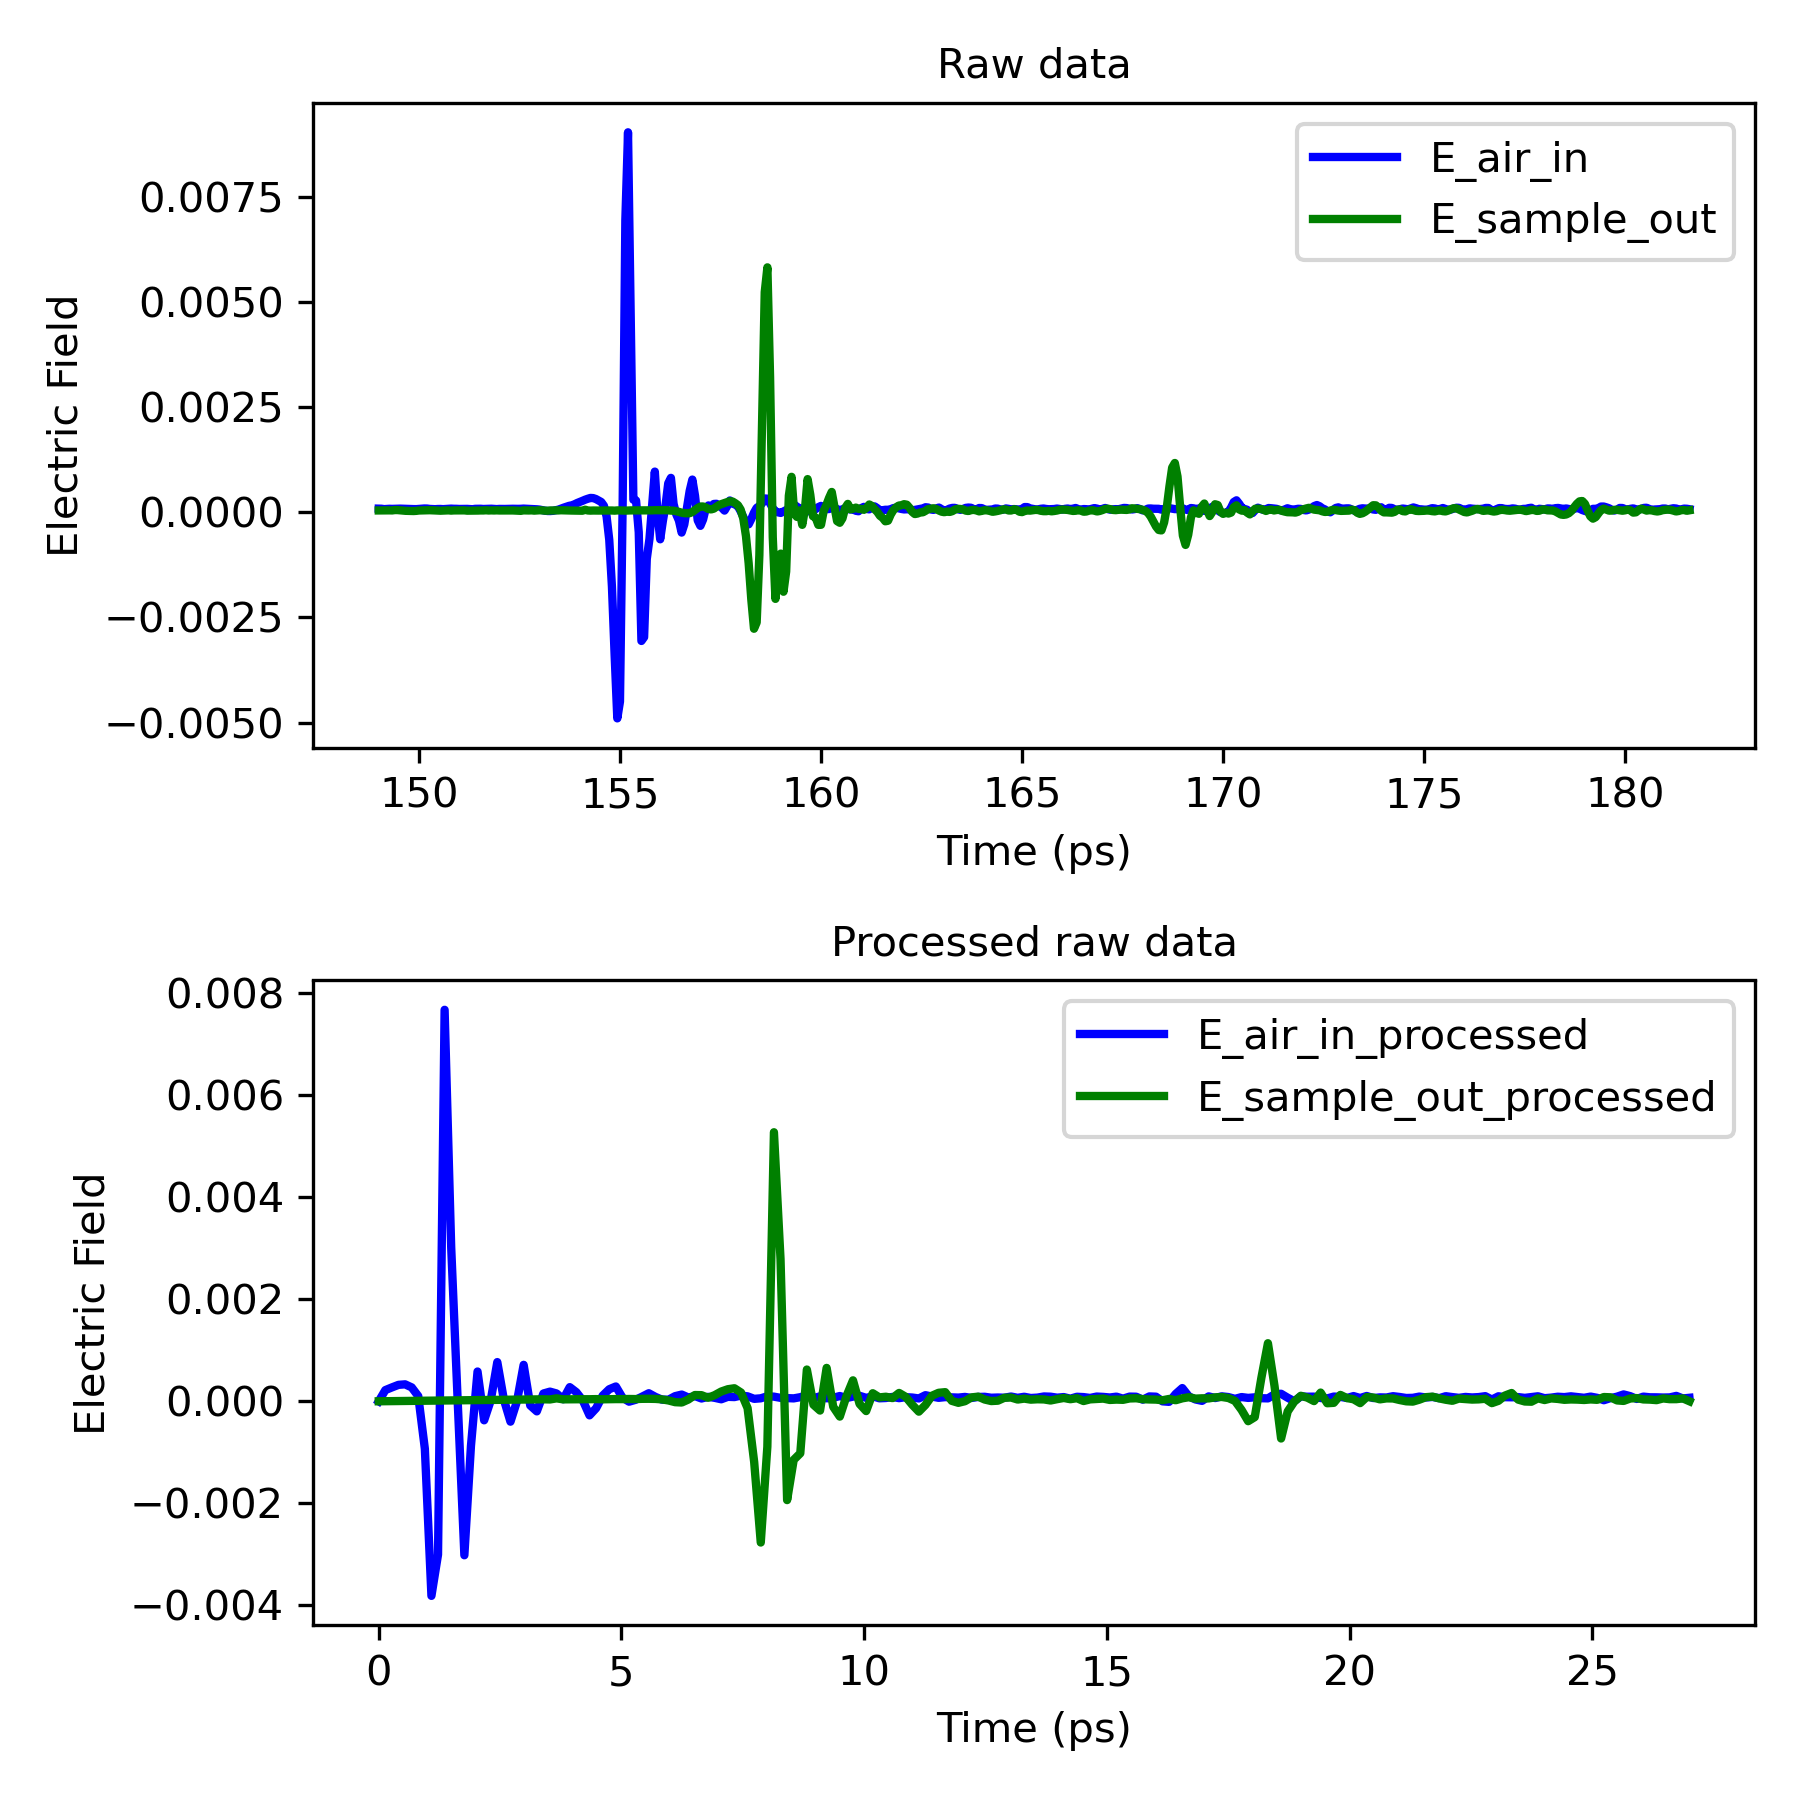 Raw data
E_air_in
E_sample_out
0.0075
0.0050
0.0025
0.0000
−0.0025
−0.0050
Electric Field
150 155 160 165 170 175 180
Time (ps)
Processed raw data
E_air_in_processed
E_sample_out_processed
0.008
0.006
0.004
0.002
0.000
−0.002
−0.004
Electric Field
0 5 10 15 20 25
Time (ps)